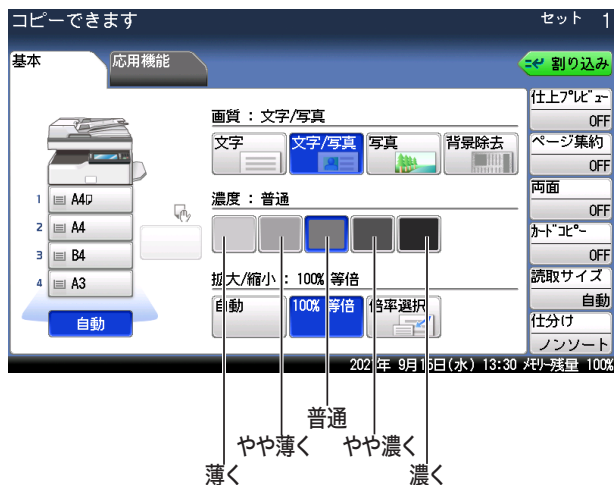 コピーできます
セット 1
基本
応用機能
割り込み
画質 : 文字/写真
文字
文字/写真
写真
背景除去
濃度 : 普通
拡大/縮小 : 100% 等倍
自動
100% 等倍
倍率選択
1 A4
2 A4
3 B4
4 A3
自動
仕上プレビュー
OFF
ページ集約
OFF
両面
OFF
カードコピー
OFF
読取サイズ
自動
仕分け
ノンソート
2021年 9月15日(水) 13:30 メモリー残量 100%
普通
やや薄く
やや濃く
薄く
濃く